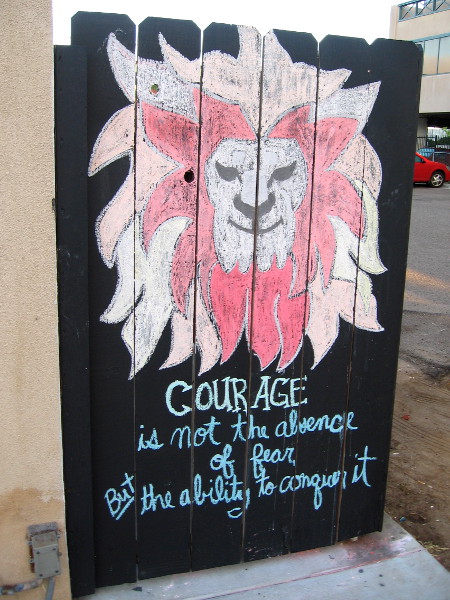 COURAGE
is not the absence
of fear
But the ability to conquer it